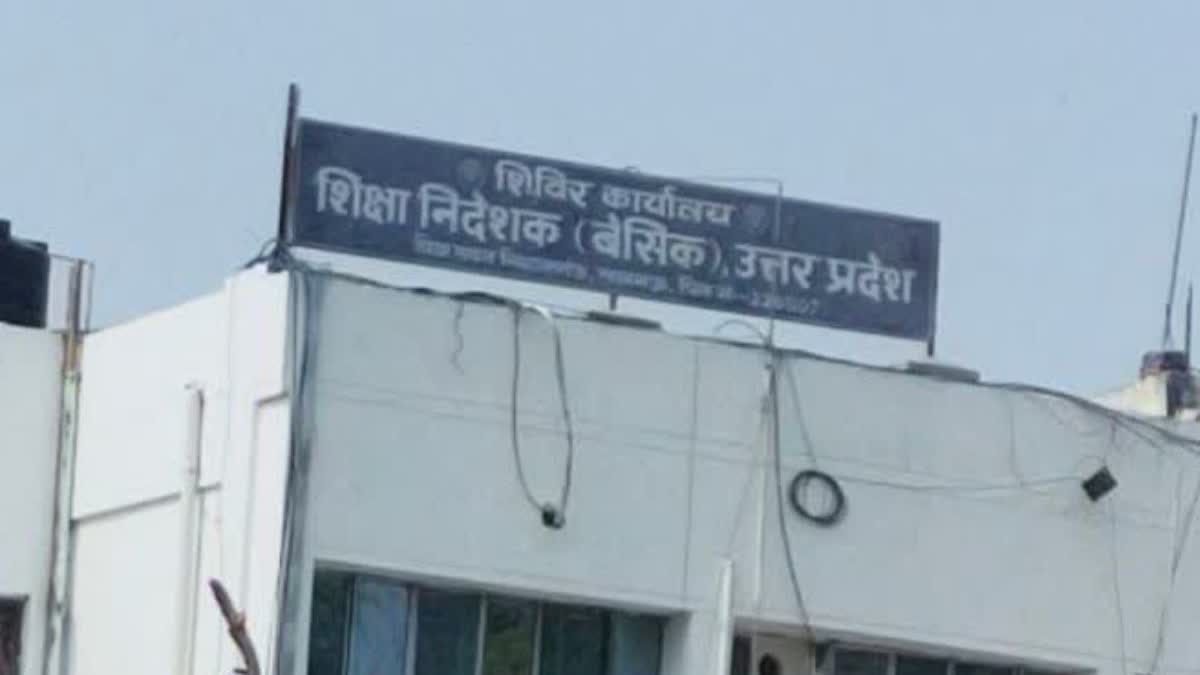 शिविर कार्यालय
शिक्षा निदेशक (बेसिक), उत्तर प्रदेश